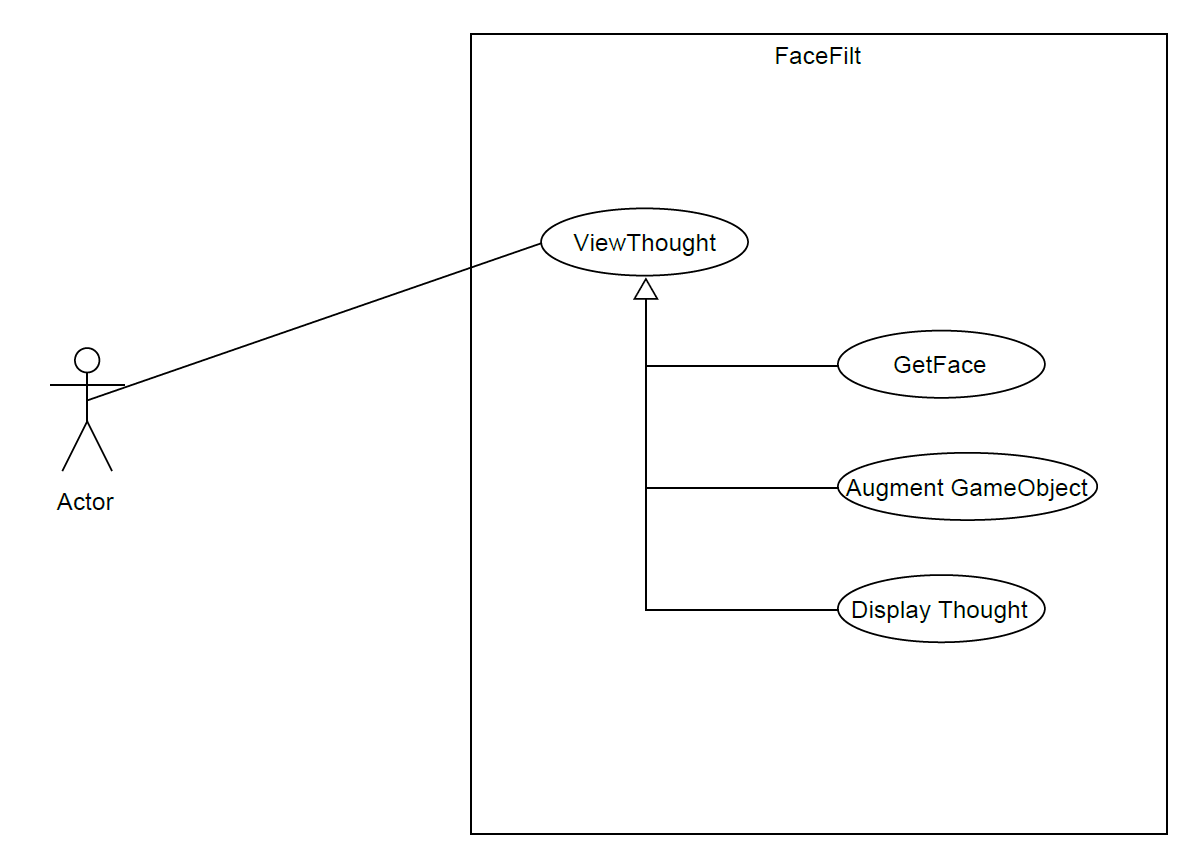 FaceFilt
ViewThought
GetFace
Augment GameObject
Actor
Display Thought